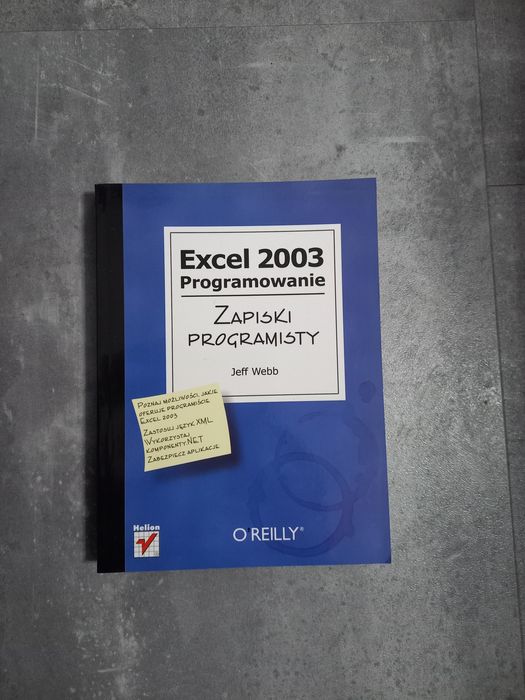 Excel 2003
Programowanie
ZAPISKI
PROGRAMISTY
Jeff Webb
POZNAJ MOŻLIWOŚCI, JAKIE
OFERUJE PROGRAMIŚCIE
EXCEL 2003
ZASTOSUJ JĘZYK XML
WYKORZYSTAJ
KOMPONENTY .NET
ZABEZPIECZ APLIKACJE
Helion
O'REILLY®